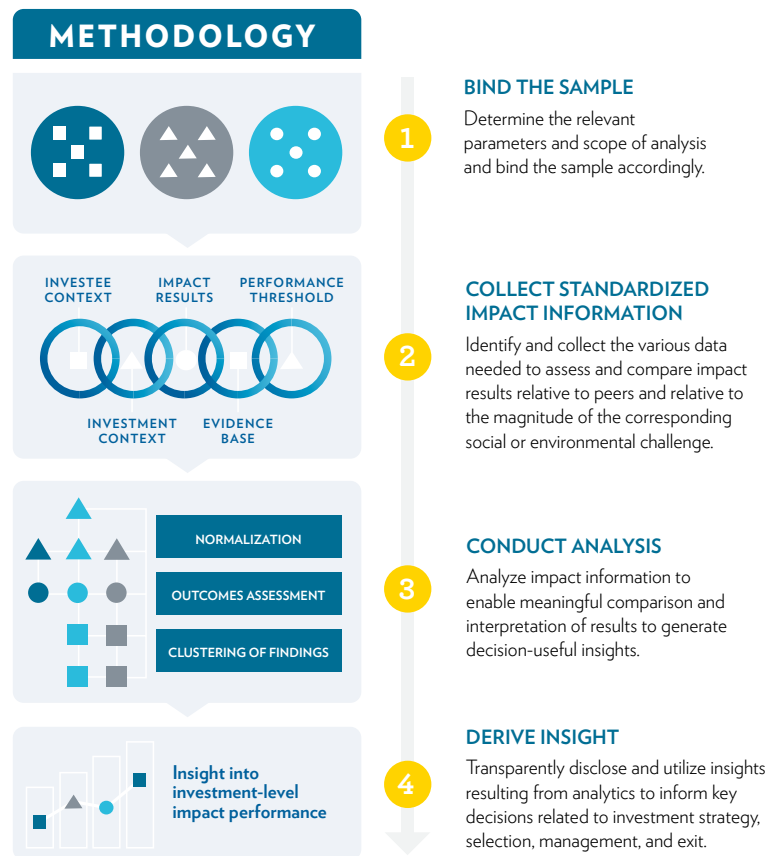 METHODOLOGY
1
BIND THE SAMPLE
Determine the relevant
parameters and scope of analysis
and bind the sample accordingly.
INVESTEE
CONTEXT
IMPACT
RESULTS
PERFORMANCE
THRESHOLD
INVESTMENT
CONTEXT
EVIDENCE
BASE
2
COLLECT STANDARDIZED
IMPACT INFORMATION
Identify and collect the various data
needed to assess and compare impact
results relative to peers and relative to
the magnitude of the corresponding
social or environmental challenge.
NORMALIZATION
OUTCOMES ASSESSMENT
CLUSTERING OF FINDINGS
3
CONDUCT ANALYSIS
Analyze impact information to
enable meaningful comparison and
interpretation of results to generate
decision-useful insights.
Insight into
investment-level
impact performance
4
DERIVE INSIGHT
Transparently disclose and utilize insights
resulting from analytics to inform key
decisions related to investment strategy,
selection, management, and exit.